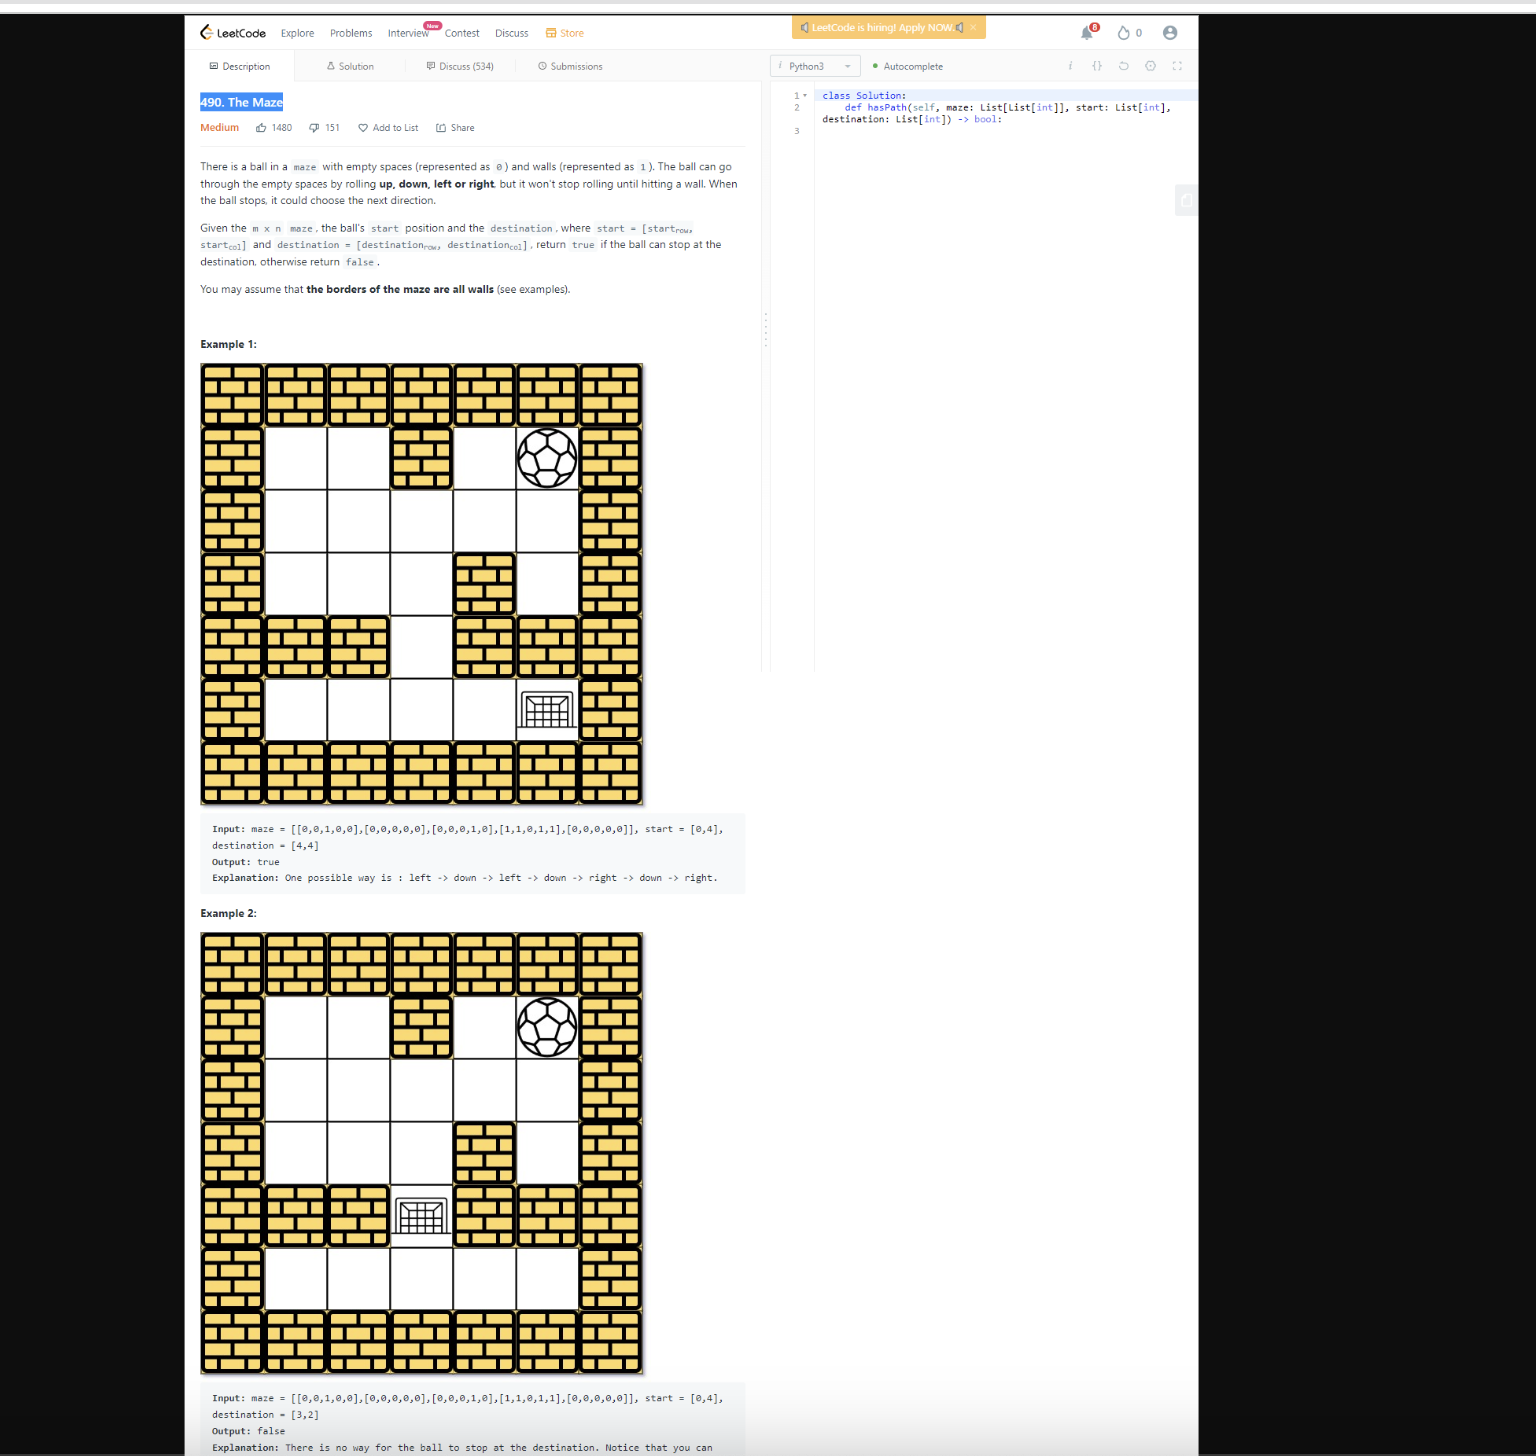 LeetCode Explore Problems Interview New Contest Discuss Store LeetCode is hiring! Apply NOW. × 8 0
Description Solution Discuss (534) Submissions
i Python3 Autocomplete i {}
490. The Maze
Medium 1480 151 Add to List Share
There is a ball in a maze with empty spaces (represented as 0) and walls (represented as 1). The ball can go
through the empty spaces by rolling up, down, left or right, but it won't stop rolling until hitting a wall. When
the ball stops, it could choose the next direction.
Given the m x n maze, the ball's start position and the destination, where start = [startrow,
startcol] and destination = [destinationrow, destinationcol], return true if the ball can stop at the
destination, otherwise return false.
You may assume that the borders of the maze are all walls (see examples).
Example 1:
Input: maze = [[0,0,1,0,0],[0,0,0,0,0],[0,0,0,1,0],[1,1,0,1,1],[0,0,0,0,0]], start = [0,4],
destination = [4,4]
Output: true
Explanation: One possible way is : left -> down -> left -> down -> right -> down -> right.
Example 2:
Input: maze = [[0,0,1,0,0],[0,0,0,0,0],[0,0,0,1,0],[1,1,0,1,1],[0,0,0,0,0]], start = [0,4],
destination = [3,2]
Output: false
Explanation: There is no way for the ball to stop at the destination. Notice that you can
1 class Solution:
2 def hasPath(self, maze: List[List[int]], start: List[int],
destination: List[int]) -> bool:
3